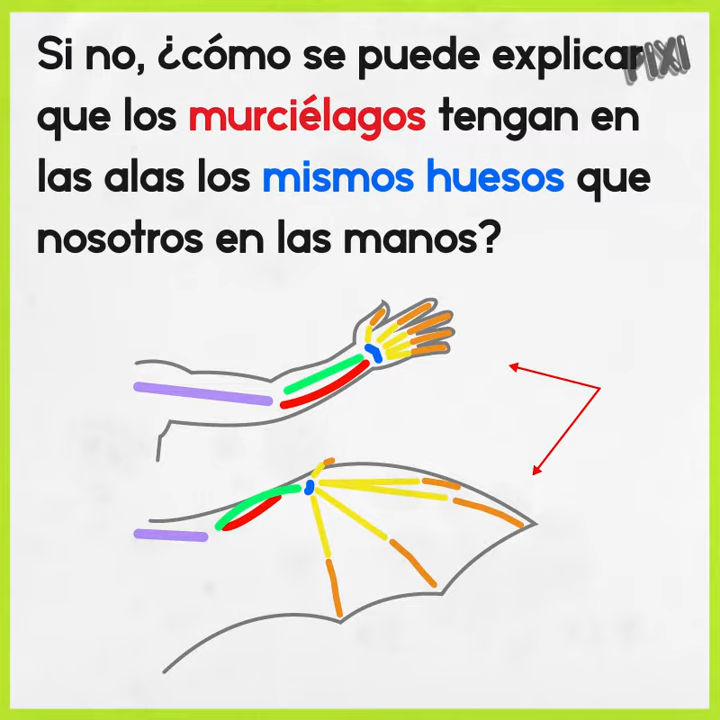 Si no, ¿cómo se puede explicar
PIXI
que los murciélagos tengan en
las alas los mismos huesos que
nosotros en las manos?